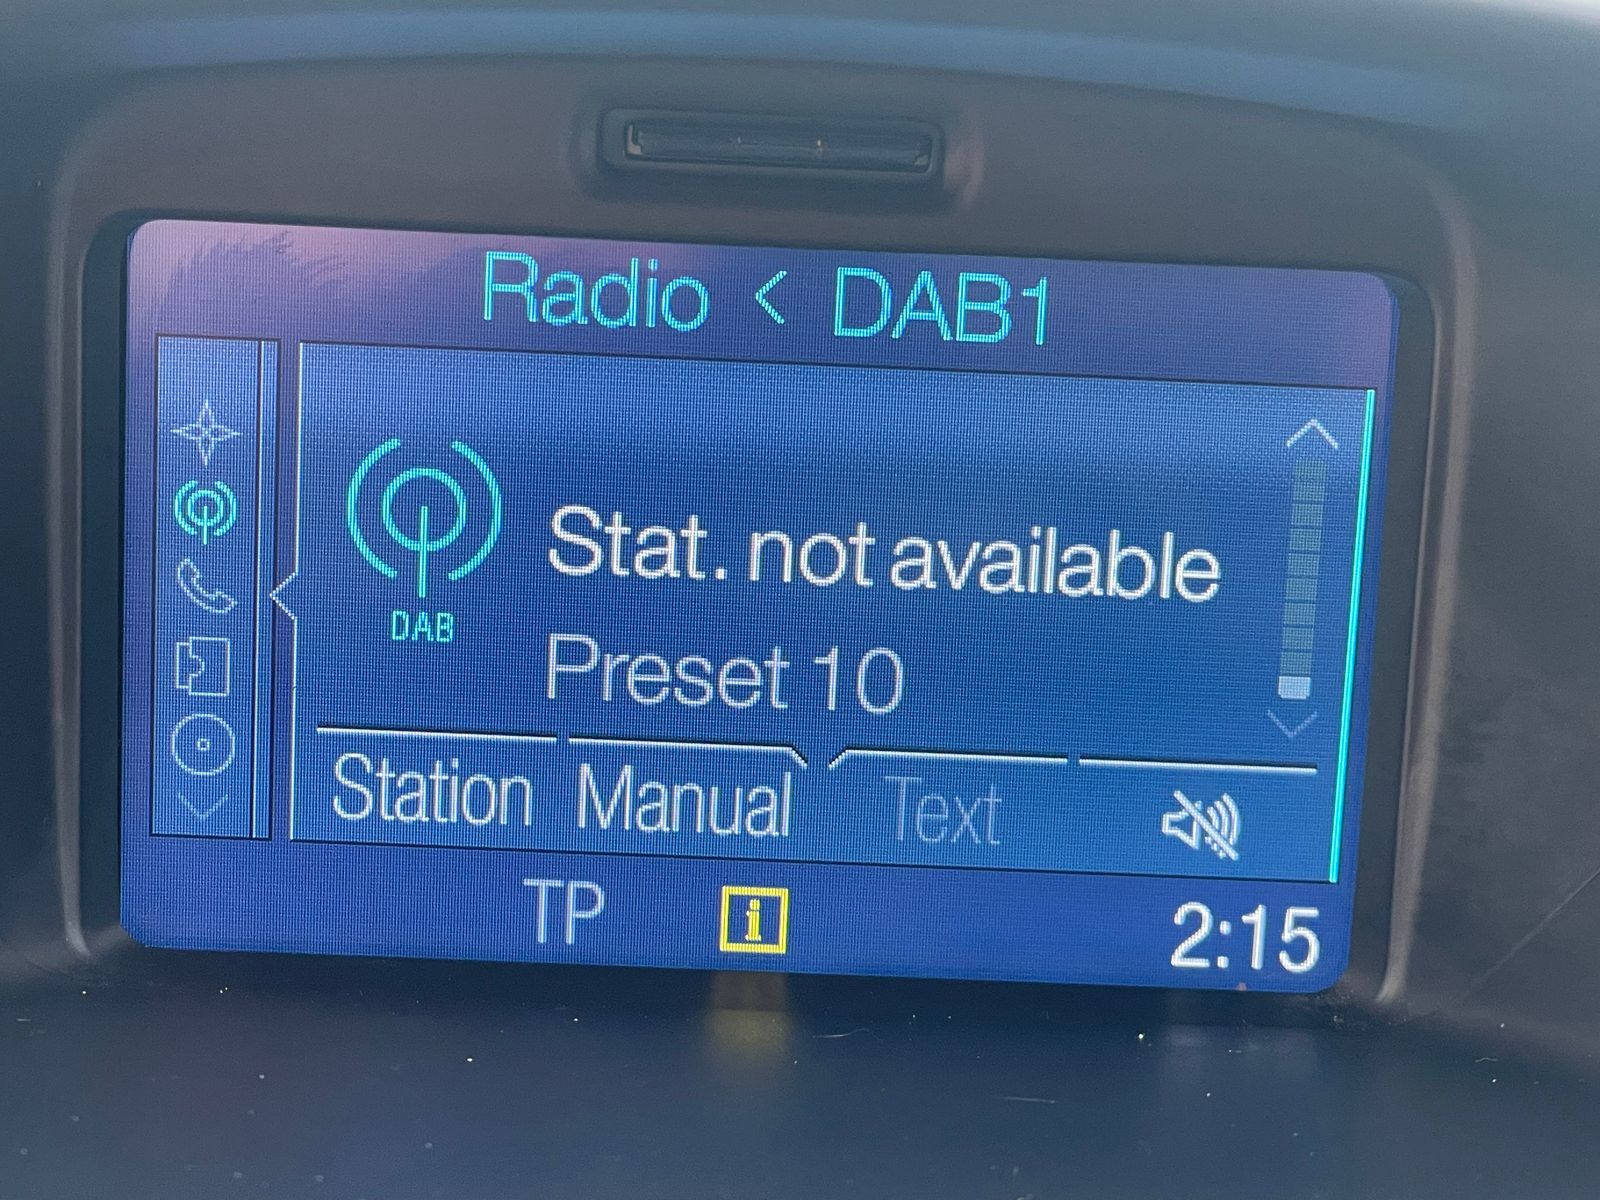 Radio < DAB1
DAB
Stat. not available
Preset 10
Station Manual Text
TP i 2:15